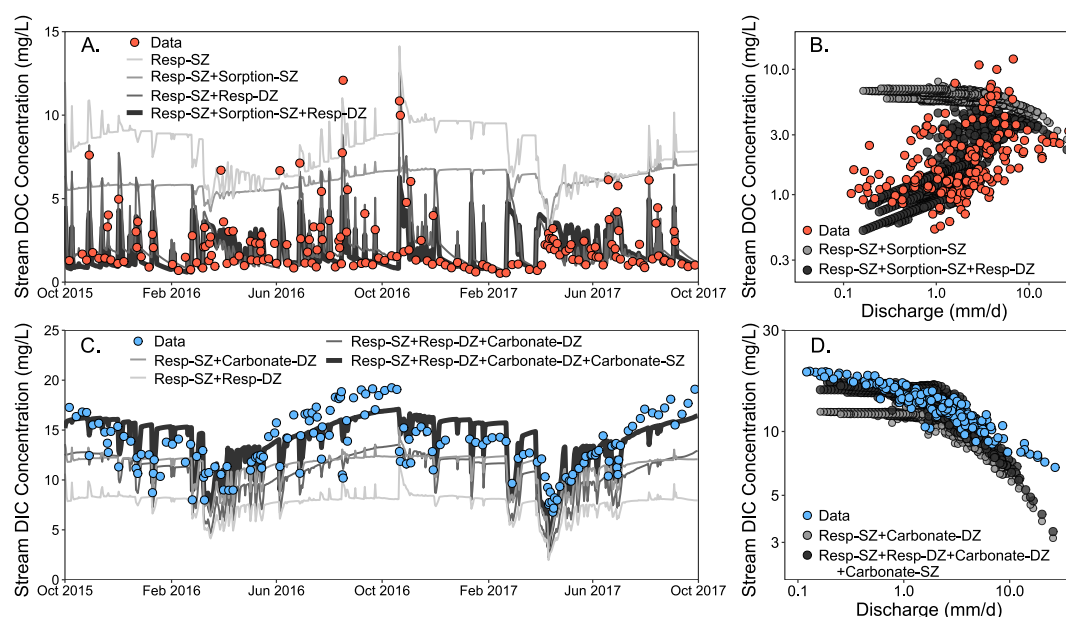 Stream DOC Concentration (mg/L)
15
10
5
0
A.
Data
Resp-SZ
Resp-SZ+Sorption-SZ
Resp-SZ+Resp-DZ
Resp-SZ+Sorption-SZ+Resp-DZ
Oct 2015
Feb 2016
Jun 2016
Oct 2016
Feb 2017
Jun 2017
Oct 2017
Stream DOC Concentration (mg/L)
10.0
3.0
1.0
0.3
B.
Data
Resp-SZ+Sorption-SZ
Resp-SZ+Sorption-SZ+Resp-DZ
0.1
1.0
10.0
Discharge (mm/d)
Stream DIC Concentration (mg/L)
25
20
15
10
5
0
C.
Data
Resp-SZ+Carbonate-DZ
Resp-SZ+Resp-DZ
Resp-SZ+Resp-DZ+Carbonate-DZ
Resp-SZ+Resp-DZ+Carbonate-DZ+Carbonate-SZ
Oct 2015
Feb 2016
Jun 2016
Oct 2016
Feb 2017
Jun 2017
Oct 2017
Stream DIC Concentration (mg/L)
30
10
5
3
D.
Data
Resp-SZ+Carbonate-DZ
Resp-SZ+Resp-DZ+Carbonate-DZ
+Carbonate-SZ
0.1
1.0
10.0
Discharge (mm/d)